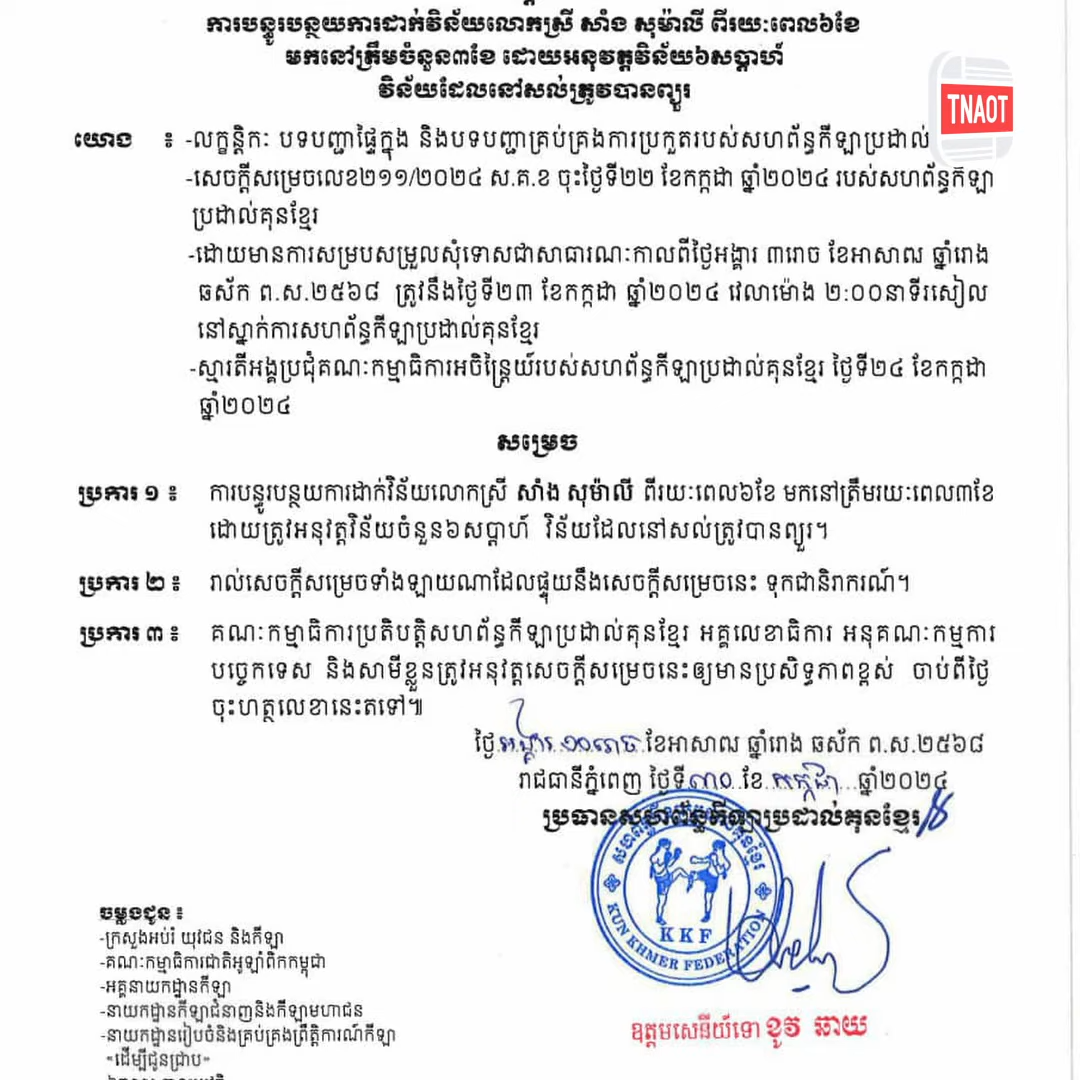 ការបន្ធូរបន្ថយការដាក់វិន័យលោកស្រី សាំង សុម៉ាលី ពីរយៈពេល៦ខែ
មកនៅត្រឹមចំនួន៣ខែ ដោយអនុវត្តវិន័យ៦សប្តាហ៍
វិន័យដែលនៅសល់ត្រូវបានព្យួរ
TNAOT
យោង ៖ -លក្ខន្តិកៈ បទបញ្ជាផ្ទៃក្នុង និងបទបញ្ជាគ្រប់គ្រងការប្រកួតរបស់សហព័ន្ធកីឡាប្រដាល់
-សេចក្តីសម្រេចលេខ២១១/២០២៤ ស.គ.ខ ចុះថ្ងៃទី២២ ខែកក្កដា ឆ្នាំ២០២៤ របស់សហព័ន្ធកីឡា
ប្រដាល់គុនខ្មែរ
-ដោយមានការសម្របសម្រួលសុំទោសជាសាធារណៈកាលពីថ្ងៃអង្គារ ៣រោច ខែអាសាឍ ឆ្នាំរោង
ឆស័ក ព.ស.២៥៦៨ ត្រូវនឹងថ្ងៃទី២៣ ខែកក្កដា ឆ្នាំ២០២៤ វេលាម៉ោង ២:០០នាទីរសៀល
នៅស្នាក់ការសហព័ន្ធកីឡាប្រដាល់គុនខ្មែរ
-ស្មារតីអង្គប្រជុំគណៈកម្មាធិការអចិន្ត្រៃយ៍របស់សហព័ន្ធកីឡាប្រដាល់គុនខ្មែរ ថ្ងៃទី២៤ ខែកក្កដា
ឆ្នាំ២០២៤
សម្រេច
ប្រការ ១ ៖ ការបន្ធូរបន្ថយការដាក់វិន័យលោកស្រី សាំង សុម៉ាលី ពីរយៈពេល៦ខែ មកនៅត្រឹមរយៈពេល៣ខែ
ដោយត្រូវអនុវត្តវិន័យចំនួន៦សប្តាហ៍ វិន័យដែលនៅសល់ត្រូវបានព្យួរ។
ប្រការ ២ ៖ រាល់សេចក្តីសម្រេចទាំងឡាយណាដែលផ្ទុយនឹងសេចក្តីសម្រេចនេះ ទុកជានិរាករណ៍។
ប្រការ ៣ ៖ គណៈកម្មាធិការប្រតិបត្តិសហព័ន្ធកីឡាប្រដាល់គុនខ្មែរ អគ្គលេខាធិការ អនុគណៈកម្មការ
បច្ចេកទេស និងសាមីខ្លួនត្រូវអនុវត្តសេចក្តីសម្រេចនេះឲ្យមានប្រសិទ្ធភាពខ្ពស់ ចាប់ពីថ្ងៃ
ចុះហត្ថលេខានេះតទៅ៕
ថ្ងៃ អង្គារ ១០រោច ខែអាសាឍ ឆ្នាំរោង ឆស័ក ព.ស.២៥៦៨
រាជធានីភ្នំពេញ ថ្ងៃទី ៣០ ខែ កក្កដា ឆ្នាំ២០២៤
ប្រធានសហព័ន្ធកីឡាប្រដាល់គុនខ្មែរ
KKF
KUN KHMER FEDERATION
ឧត្តមសេនីយ៍ទោ ខូវ ឆាយ
ចម្លងជូន ៖
-ក្រសួងអប់រំ យុវជន និងកីឡា
-គណៈកម្មាធិការជាតិអូឡាំពិកកម្ពុជា
-អគ្គនាយកដ្ឋានកីឡា
-នាយកដ្ឋានកីឡាជំនាញនិងកីឡាមហាជន
-នាយកដ្ឋានរៀបចំនិងគ្រប់គ្រងព្រឹត្តិការណ៍កីឡា
«ដើម្បីជូនជ្រាប»